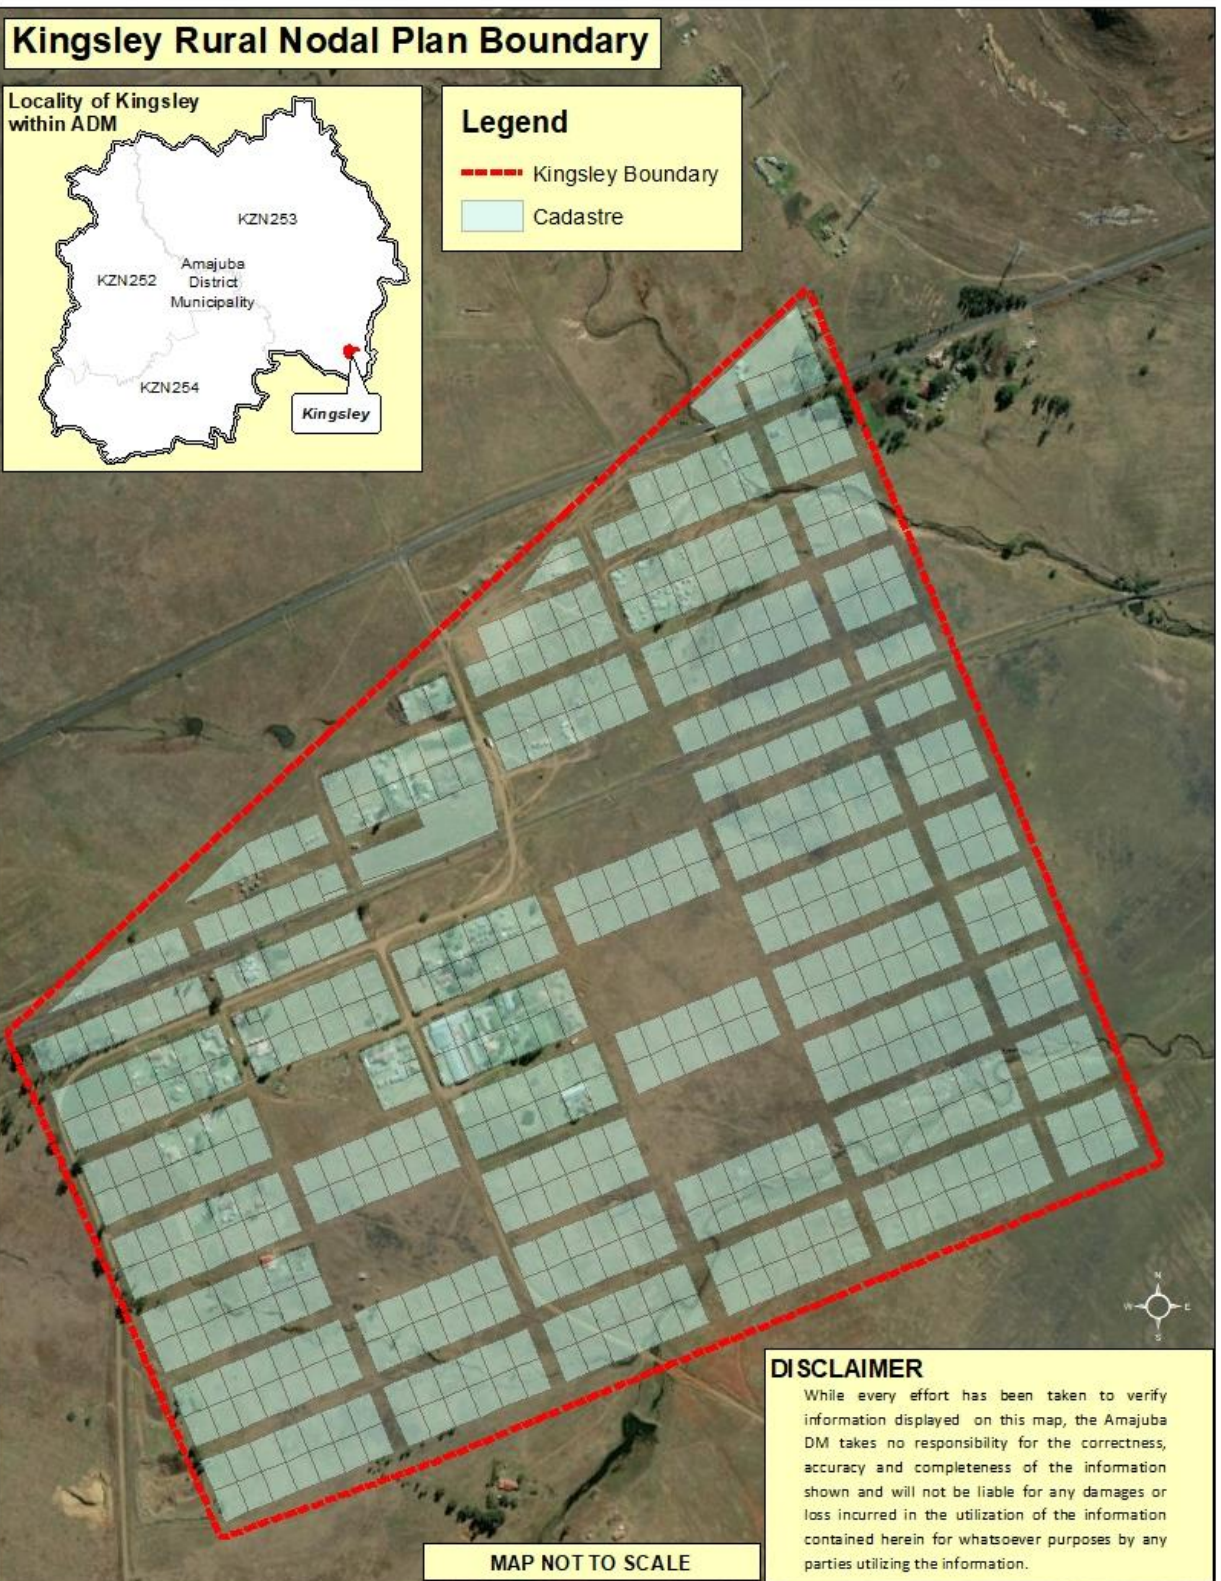 Kingsley Rural Nodal Plan Boundary
Locality of Kingsley
within ADM
KZN253
KZN252
Amajuba
District
Municipality
KZN254
Kingsley
Legend
Kingsley Boundary
Cadastre
N
W
E
S
DISCLAIMER
While every effort has been taken to verify
information displayed on this map, the Amajuba
DM takes no responsibility for the correctness,
accuracy and completeness of the information
shown and will not be liable for any damages or
loss incurred in the utilization of the information
contained herein for whatsoever purposes by any
parties utilizing the information.
MAP NOT TO SCALE